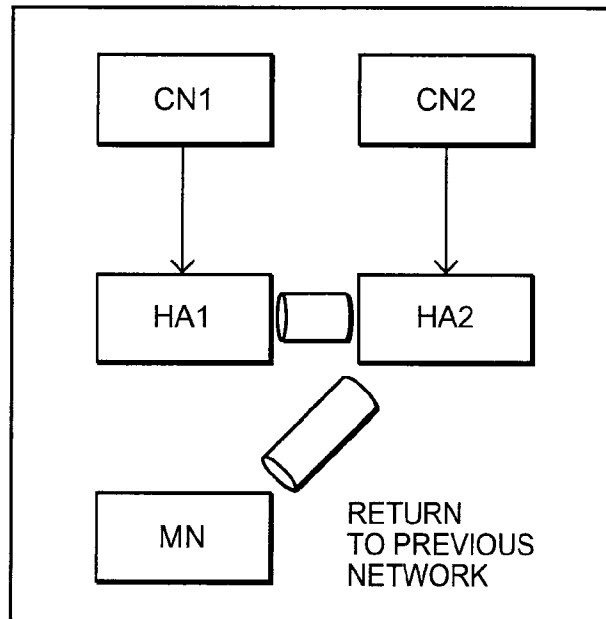 CN1
CN2
HA1
HA2
MN
RETURN
TO PREVIOUS
NETWORK